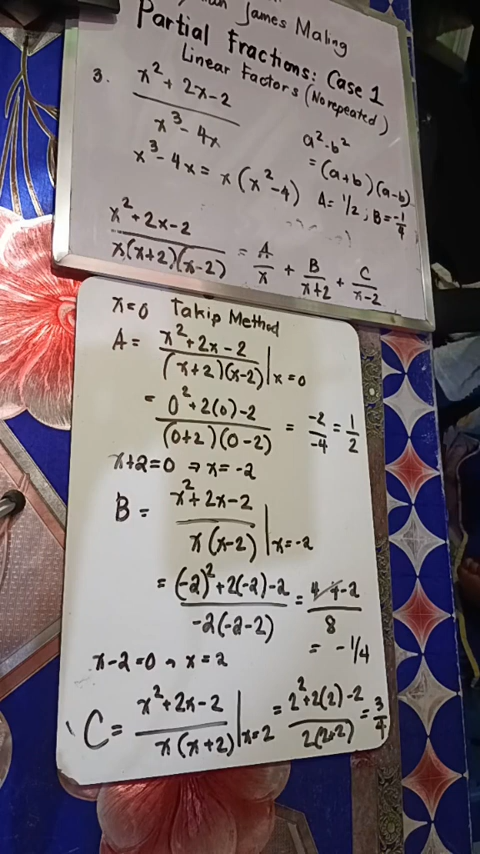 James Maling
Partial Fractions: Case 1
Linear Factors (No repeated)
3. x²+2x-2 / x³-4x
a²-b²
= (a+b)(a-b)
x³-4x = x(x²-4)
A=1/2; B=-1/4
x²+2x-2 / x(x+2)(x-2) = A/x + B/x+2 + C/x-2
x=0 Takip Method
A= x²+2x-2 / (x+2)(x-2) | x=0
= 0²+2(0)-2 / (0+2)(0-2) = -2/-4 = 1/2
x+2=0 ⇒ x=-2
B= x²+2x-2 / x(x-2) | x=-2
= (-2)²+2(-2)-2 / -2(-2-2) = 4-4-2 / 8
= -1/4
x-2=0 ⇒ x=2
C= x²+2x-2 / x(x+2) | x=2 = 2²+2(2)-2 / 2(2+2) = 3/4